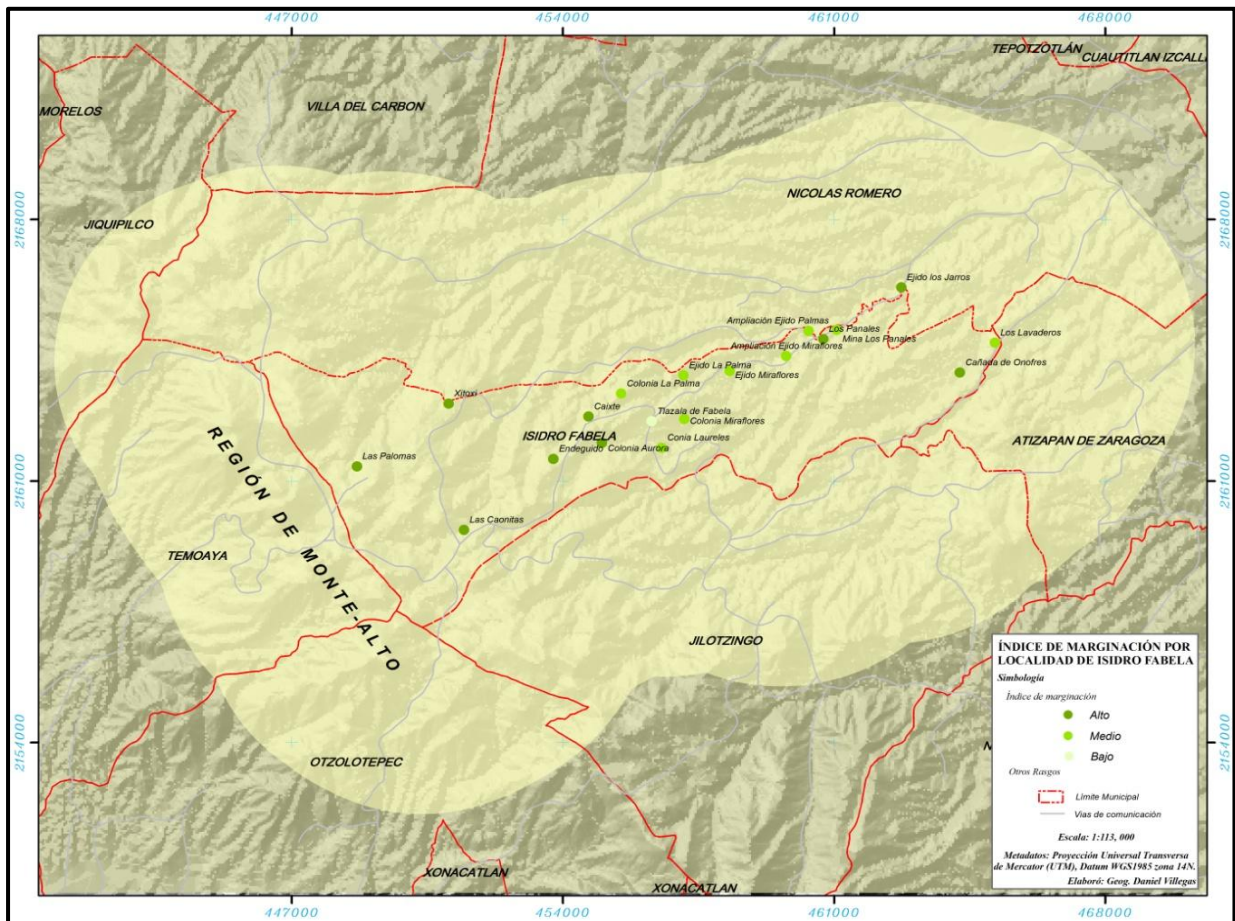 447000
454000
461000
468000
TEPOTZOTLÁN
CUAUTITLAN IZCALLI
MORELOS
VILLA DEL CARBON
NICOLAS ROMERO
2168000
2168000
JIQUIPILCO
Ejido los Jarros
Ampliación Ejido Palmas
Los Panales
Mina Los Panales
Los Lavaderos
Ampliación Ejido Miraflores
Ejido La Palma
Ejido Miraflores
Cañada de Onofres
Colonia La Palma
Xitoxi
Caixte
Tlazala de Fabela
Colonia Miraflores
ISIDRO FABELA
Conia Laureles
Colonia Aurora
Endeguido
ATIZAPAN DE ZARAGOZA
Las Palomas
2161000
2161000
REGIÓN DE MONTE-ALTO
Las Caonitas
TEMOAYA
JILOTZINGO
2154000
2154000
OTZOLOTEPEC
XONACATLAN
XONACATLAN
447000
454000
461000
468000
ÍNDICE DE MARGINACIÓN POR
LOCALIDAD DE ISIDRO FABELA
Simbología
Índice de marginación
Alto
Medio
Bajo
Otros Rasgos
Límite Municipal
Vias de comunicación
Escala: 1:113, 000
Metadatos: Proyección Universal Transversa
de Mercator (UTM), Datum WGS1985 zona 14N.
Elaboró: Geog. Daniel Villegas